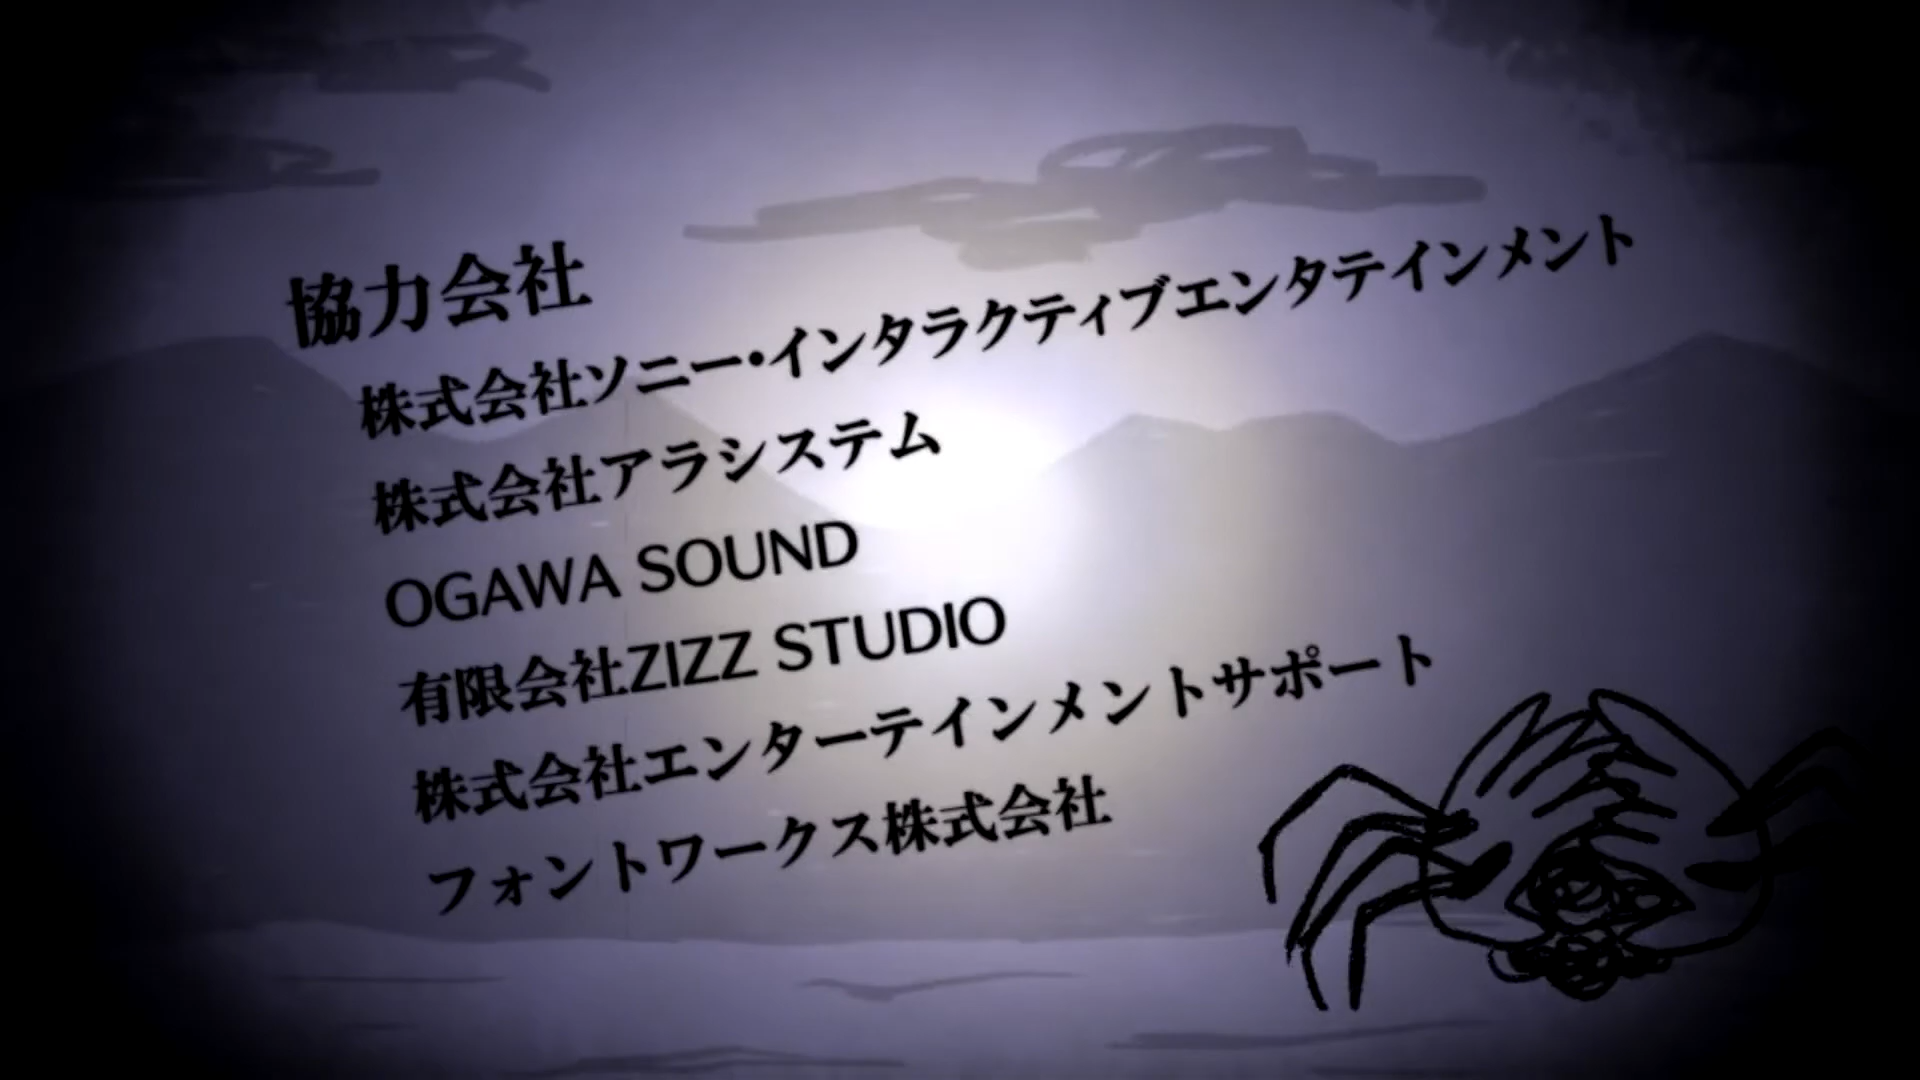 協力会社
株式会社ソニー・インタラクティブエンタテインメント
株式会社アラシステム
OGAWA SOUND
有限会社ZIZZ STUDIO
株式会社エンターテインメントサポート
フォントワークス株式会社